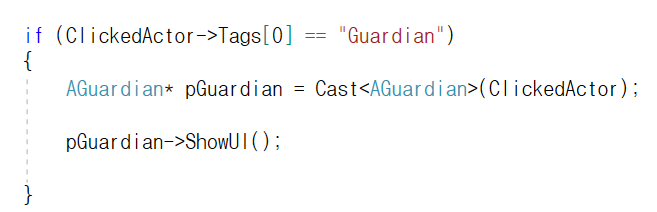 if (ClickedActor->Tags[0] == "Guardian")
{
AGuardian* pGuardian = Cast<AGuardian>(ClickedActor);
pGuardian->ShowUI();
}